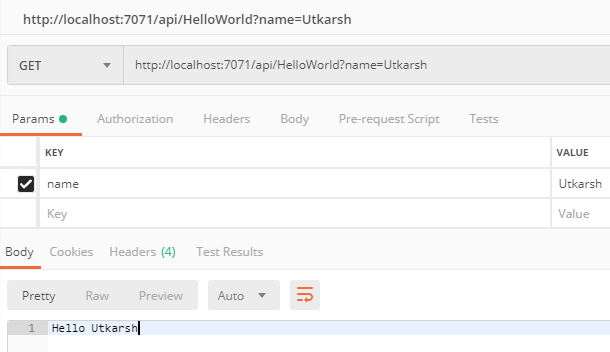 http://localhost:7071/api/HelloWorld?name=Utkarsh
GET http://localhost:7071/api/HelloWorld?name=Utkarsh
Params Authorization Headers Body Pre-request Script Tests
KEY VALUE
name Utkarsh
Key Value
Body Cookies Headers (4) Test Results
Pretty Raw Preview Auto
1 Hello Utkarsh